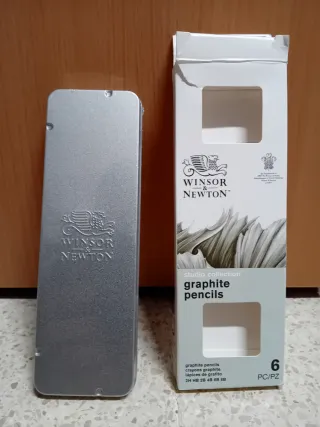 WINSOR
&
NEWTON
WINSOR
&
NEWTON
studio collection
graphite
pencils
graphite pencils
crayons graphite
lápices de grafito
2H HB 2B 4B 6B 8B
6
PC/PZ